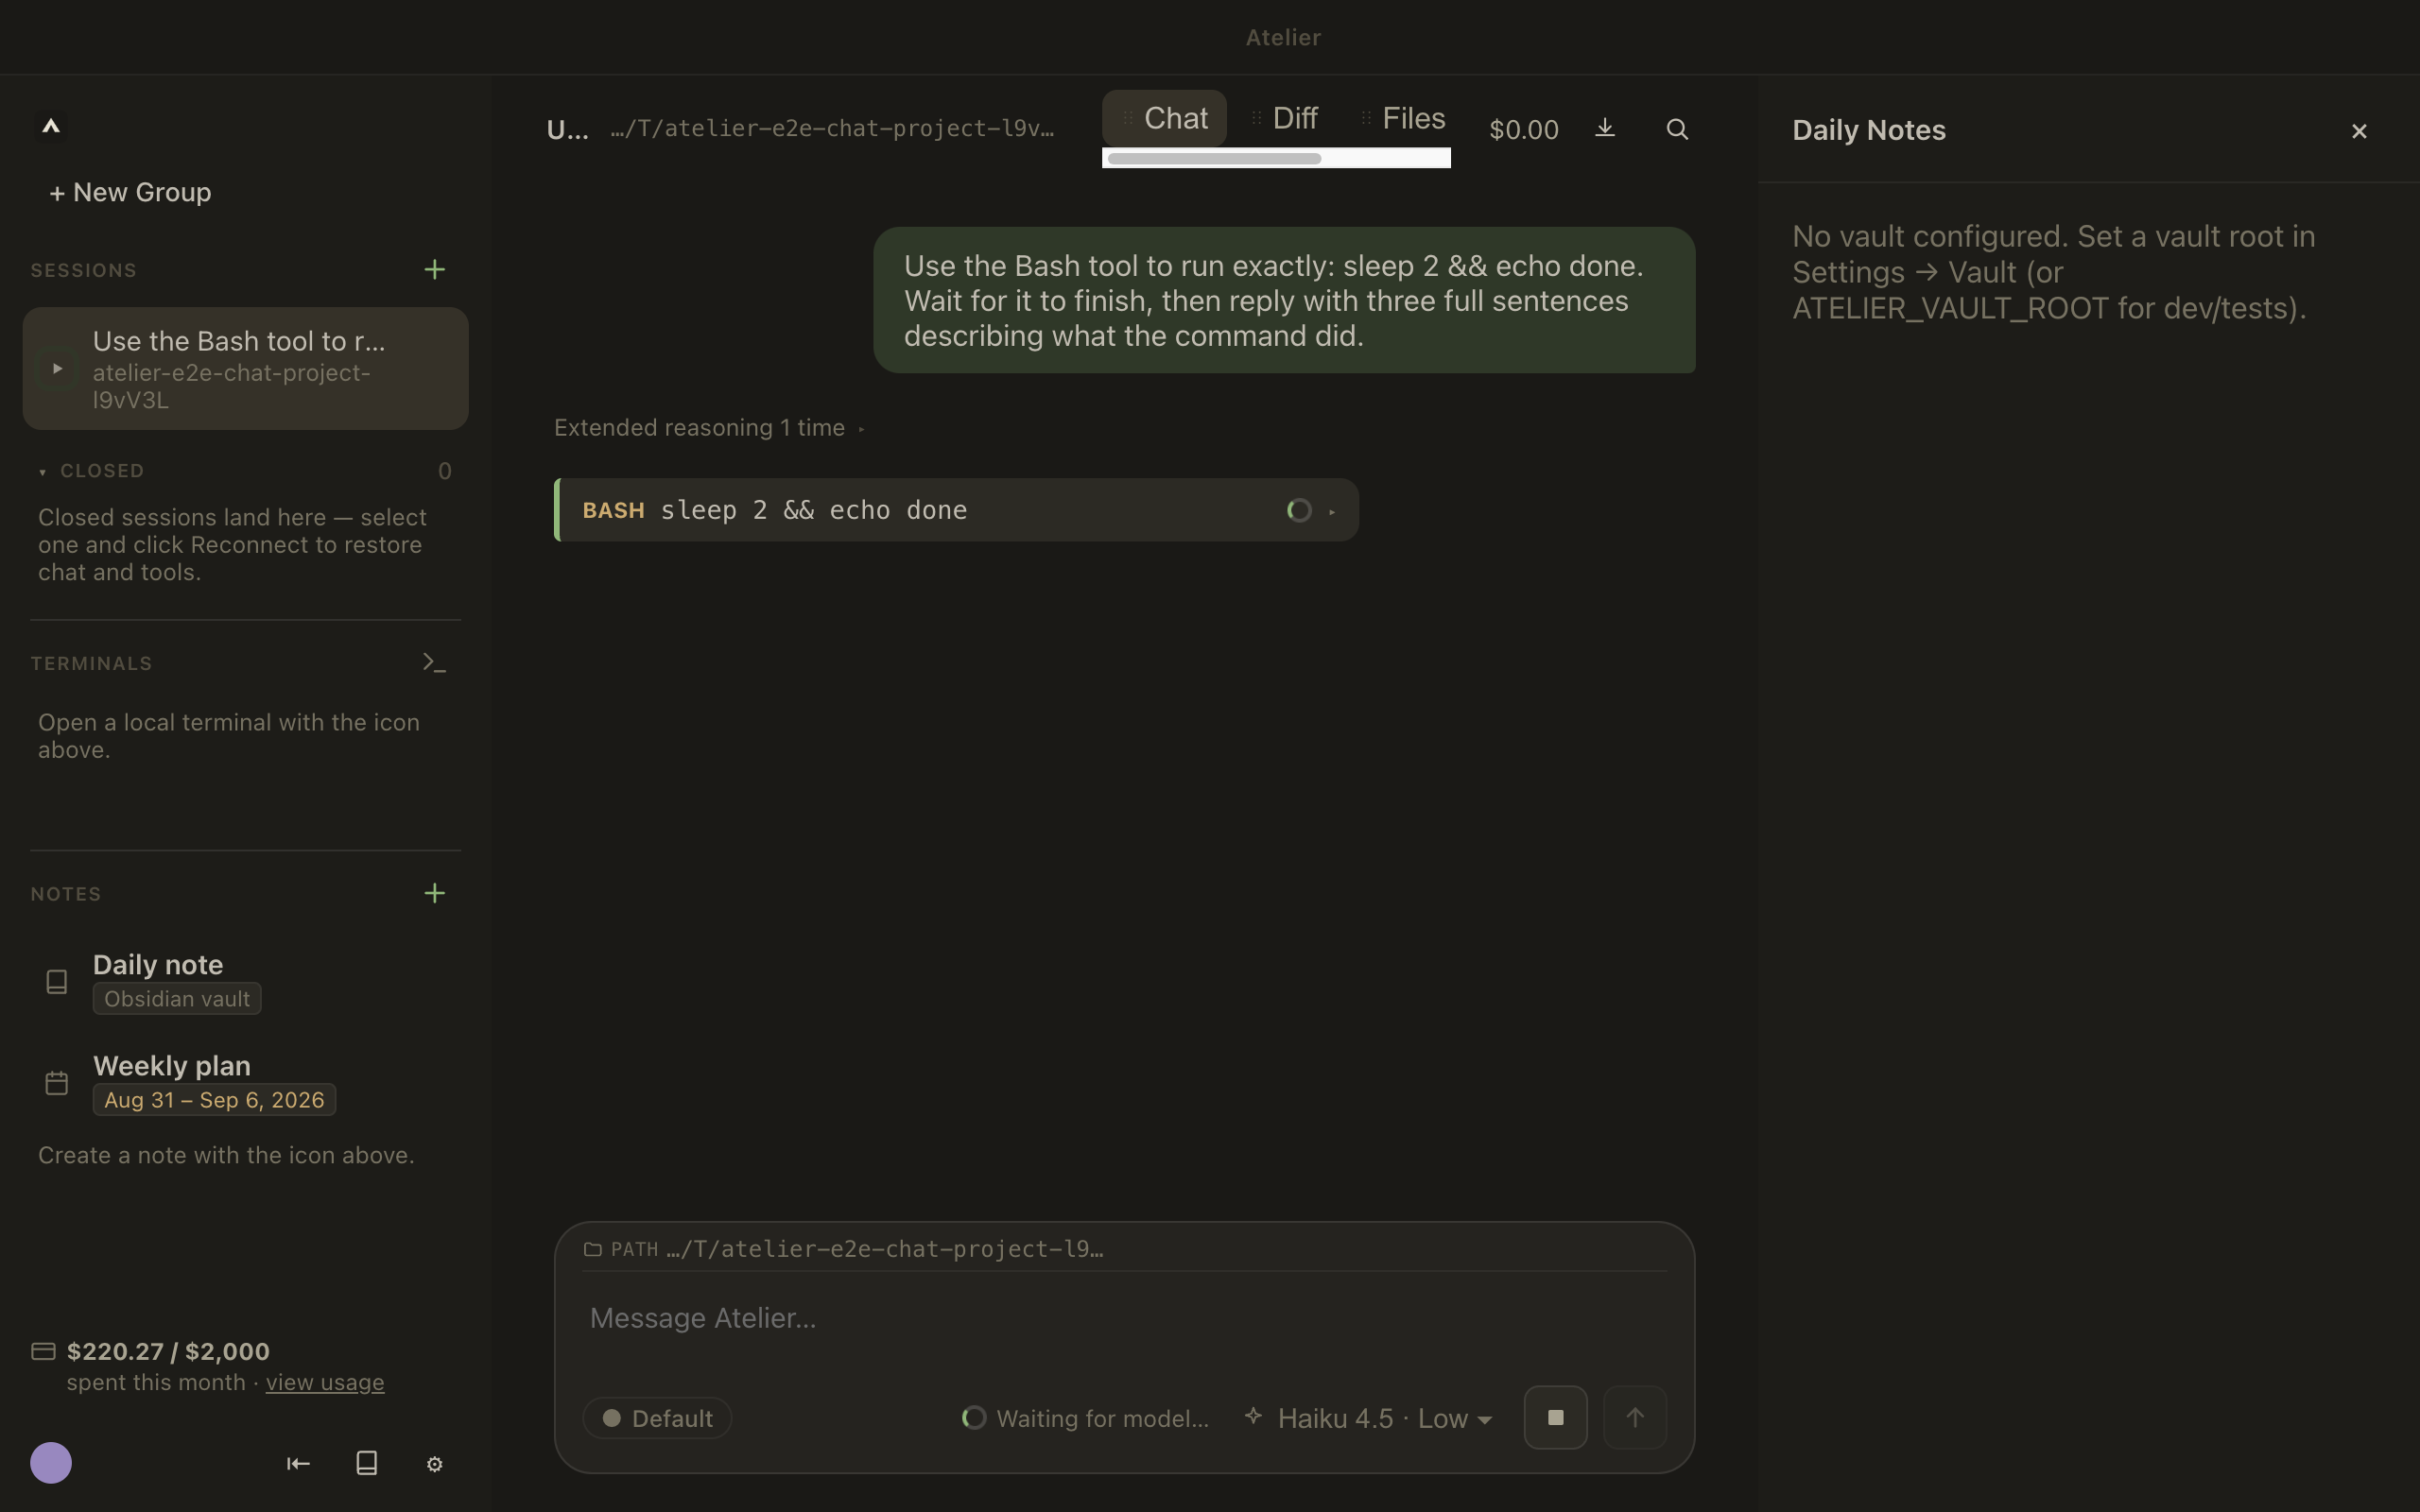 Atelier
+ New Group
SESSIONS
Use the Bash tool to r...
atelier-e2e-chat-project-
l9vV3L
CLOSED 0
Closed sessions land here — select
one and click Reconnect to restore
chat and tools.
TERMINALS
Open a local terminal with the icon
above.
NOTES
Daily note
Obsidian vault
Weekly plan
Aug 31 – Sep 6, 2026
Create a note with the icon above.
$220.27 / $2,000
spent this month · view usage
U... …/T/atelier-e2e-chat-project-l9v… Chat Diff Files $0.00
Use the Bash tool to run exactly: sleep 2 && echo done.
Wait for it to finish, then reply with three full sentences
describing what the command did.
Extended reasoning 1 time
BASH sleep 2 && echo done
PATH …/T/atelier-e2e-chat-project-l9…
Message Atelier...
Default Waiting for model... Haiku 4.5 · Low
Daily Notes
No vault configured. Set a vault root in
Settings → Vault (or
ATELIER_VAULT_ROOT for dev/tests).